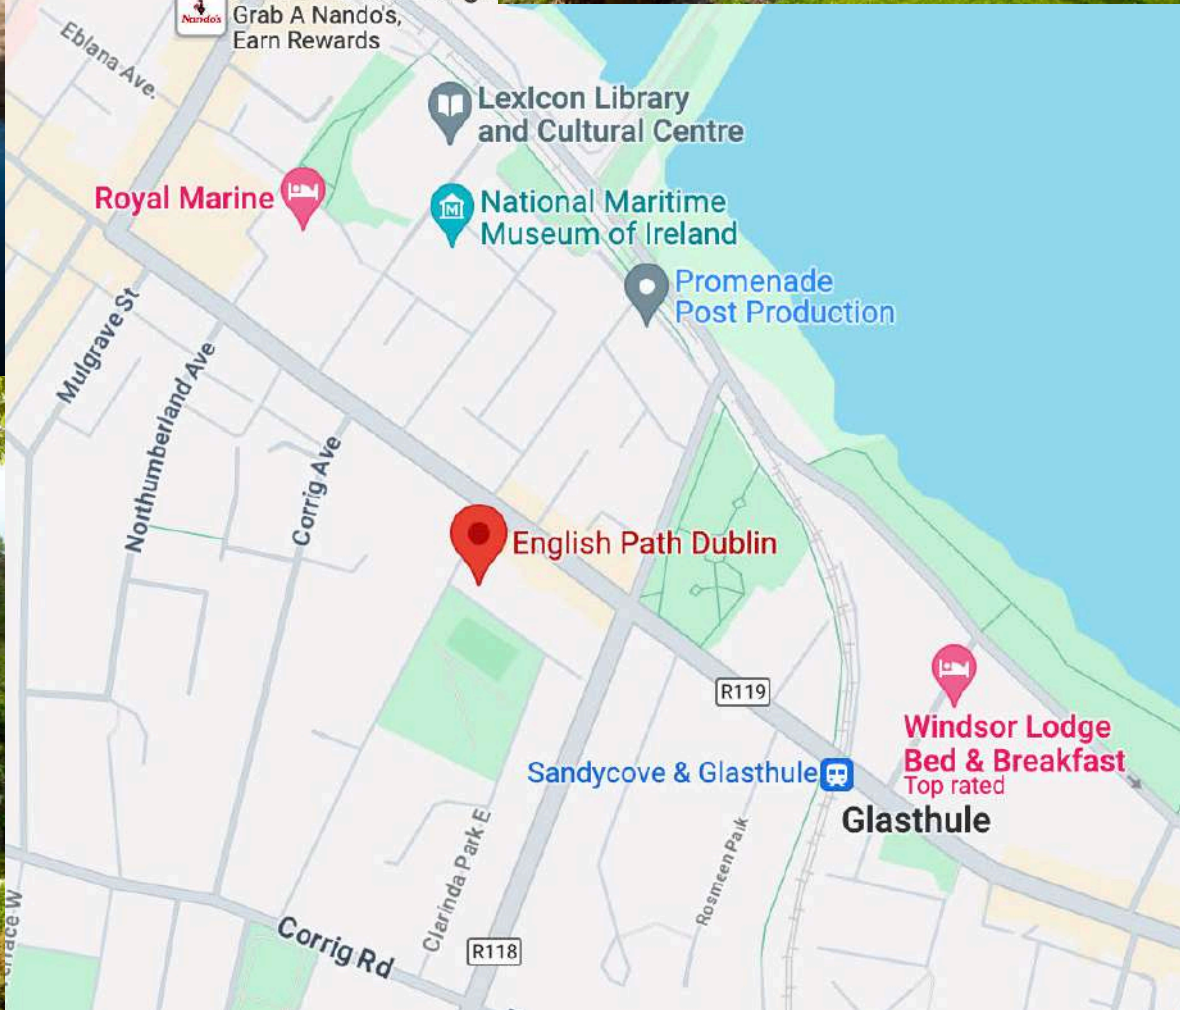 Nando's
Grab A Nando's,
Earn Rewards
Eblana Ave.
LexIcon Library
and Cultural Centre
Royal Marine
National Maritime
Museum of Ireland
Promenade
Post Production
Mulgrave St
Northumberland Ave
Corrig Ave
English Path Dublin
R119
Windsor Lodge
Bed & Breakfast
Top rated
Sandycove & Glasthule
Glasthule
Clarinda Park E
Rosmeen Park
Corrig Rd
R118